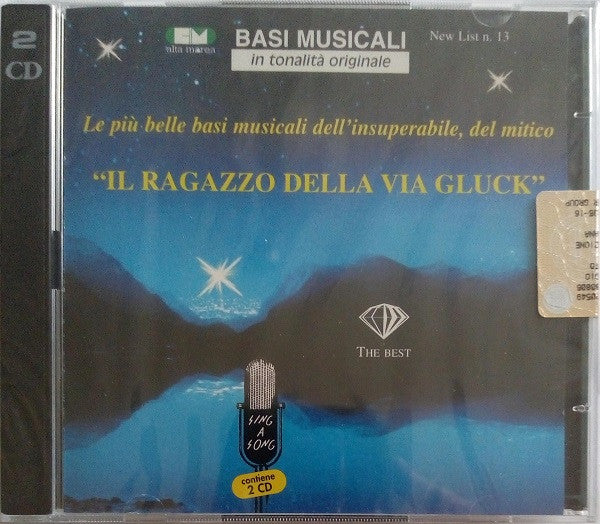 2
CD
EM
alta marea
BASI MUSICALI
in tonalità originale
New List n. 13
Le più belle basi musicali dell'insuperabile, del mitico
“IL RAGAZZO DELLA VIA GLUCK”
THE BEST
SING
A
SONG
contiene
2 CD